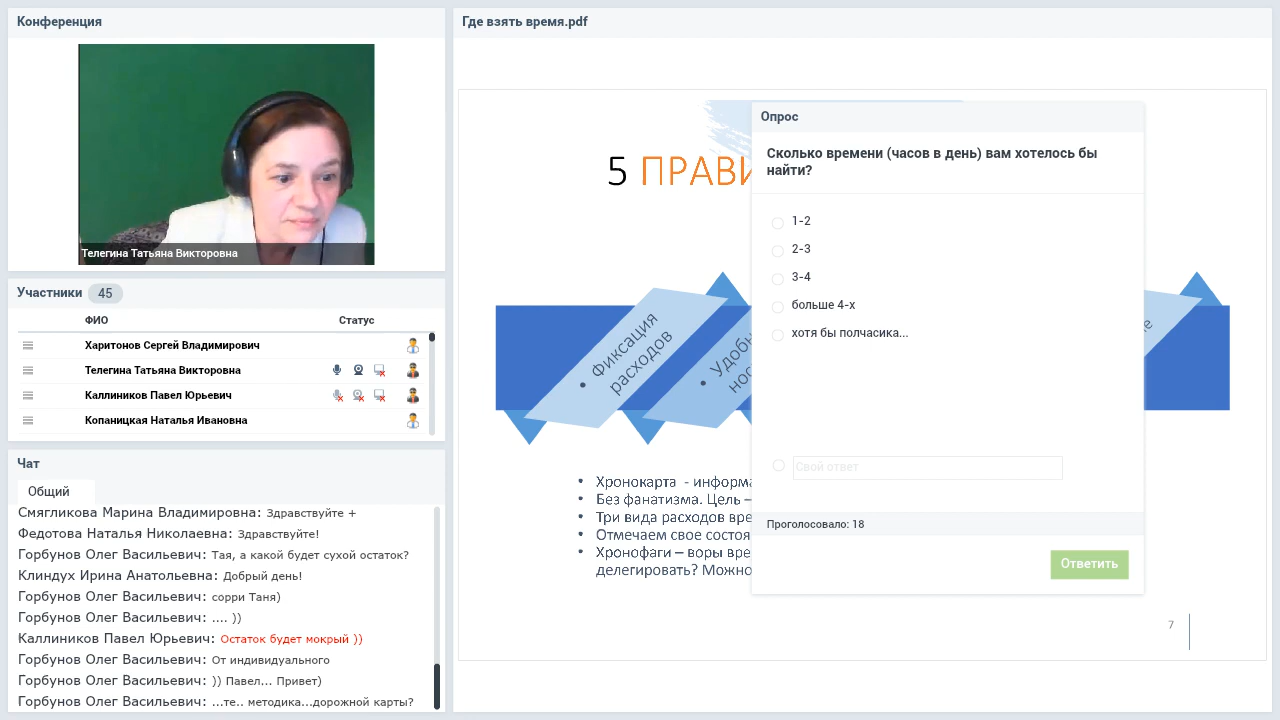 Конференция
Телегина Татьяна Викторовна
Участники 45
ФИО Статус
Харитонов Сергей Владимирович
Телегина Татьяна Викторовна
Каллиников Павел Юрьевич
Копаницкая Наталья Ивановна
Чат
Общий
Смягликова Марина Владимировна: Здравствуйте +
Федотова Наталья Николаевна: Здравствуйте!
Горбунов Олег Васильевич: Тая, а какой будет сухой остаток?
Клиндух Ирина Анатольевна: Добрый день!
Горбунов Олег Васильевич: сорри Таня)
Горбунов Олег Васильевич: .... ))
Каллиников Павел Юрьевич: Остаток будет мокрый ))
Горбунов Олег Васильевич: От индивидуального
Горбунов Олег Васильевич: )) Павел... Привет)
Горбунов Олег Васильевич: ...те.. методика...дорожной карты?
Где взять время.pdf
5 ПРАВИ
• Фиксация
расходов
• Удобн
нос
е
• Хронокарта - информа
• Без фанатизма. Цель –
• Три вида расходов вре
• Отмечаем свое состоя
• Хронофаги – воры вре
делегировать? Можно
7
Опрос
Сколько времени (часов в день) вам хотелось бы
найти?
1-2
2-3
3-4
больше 4-х
хотя бы полчасика...
Свой ответ
Проголосовало: 18
Ответить